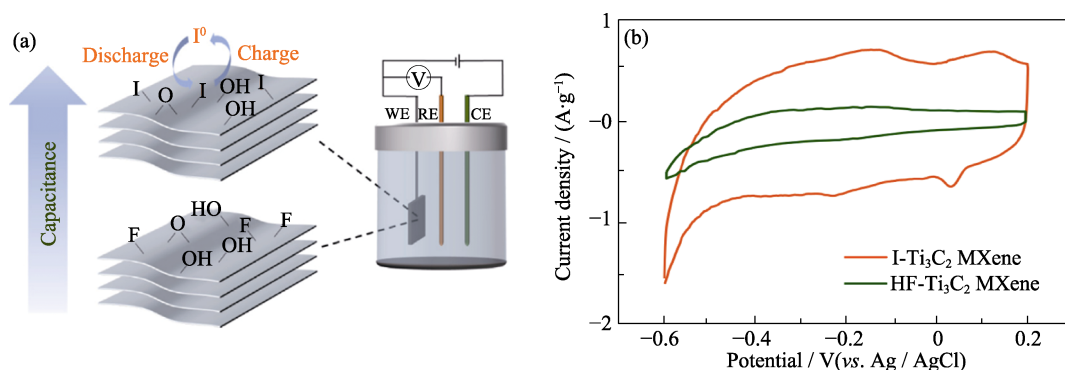 (a)
I⁰
Discharge
Charge
I
O
I
OH
I
OH
Capacitance
HO
F
O
F
F
OH
OH
V
WE
RE
CE
(b)
1
−0
−1
−2
Current density / (A·g⁻¹)
−0.6
−0.4
−0.2
0
0.2
Potential / V(vs. Ag / AgCl)
I-Ti₃C₂ MXene
HF-Ti₃C₂ MXene